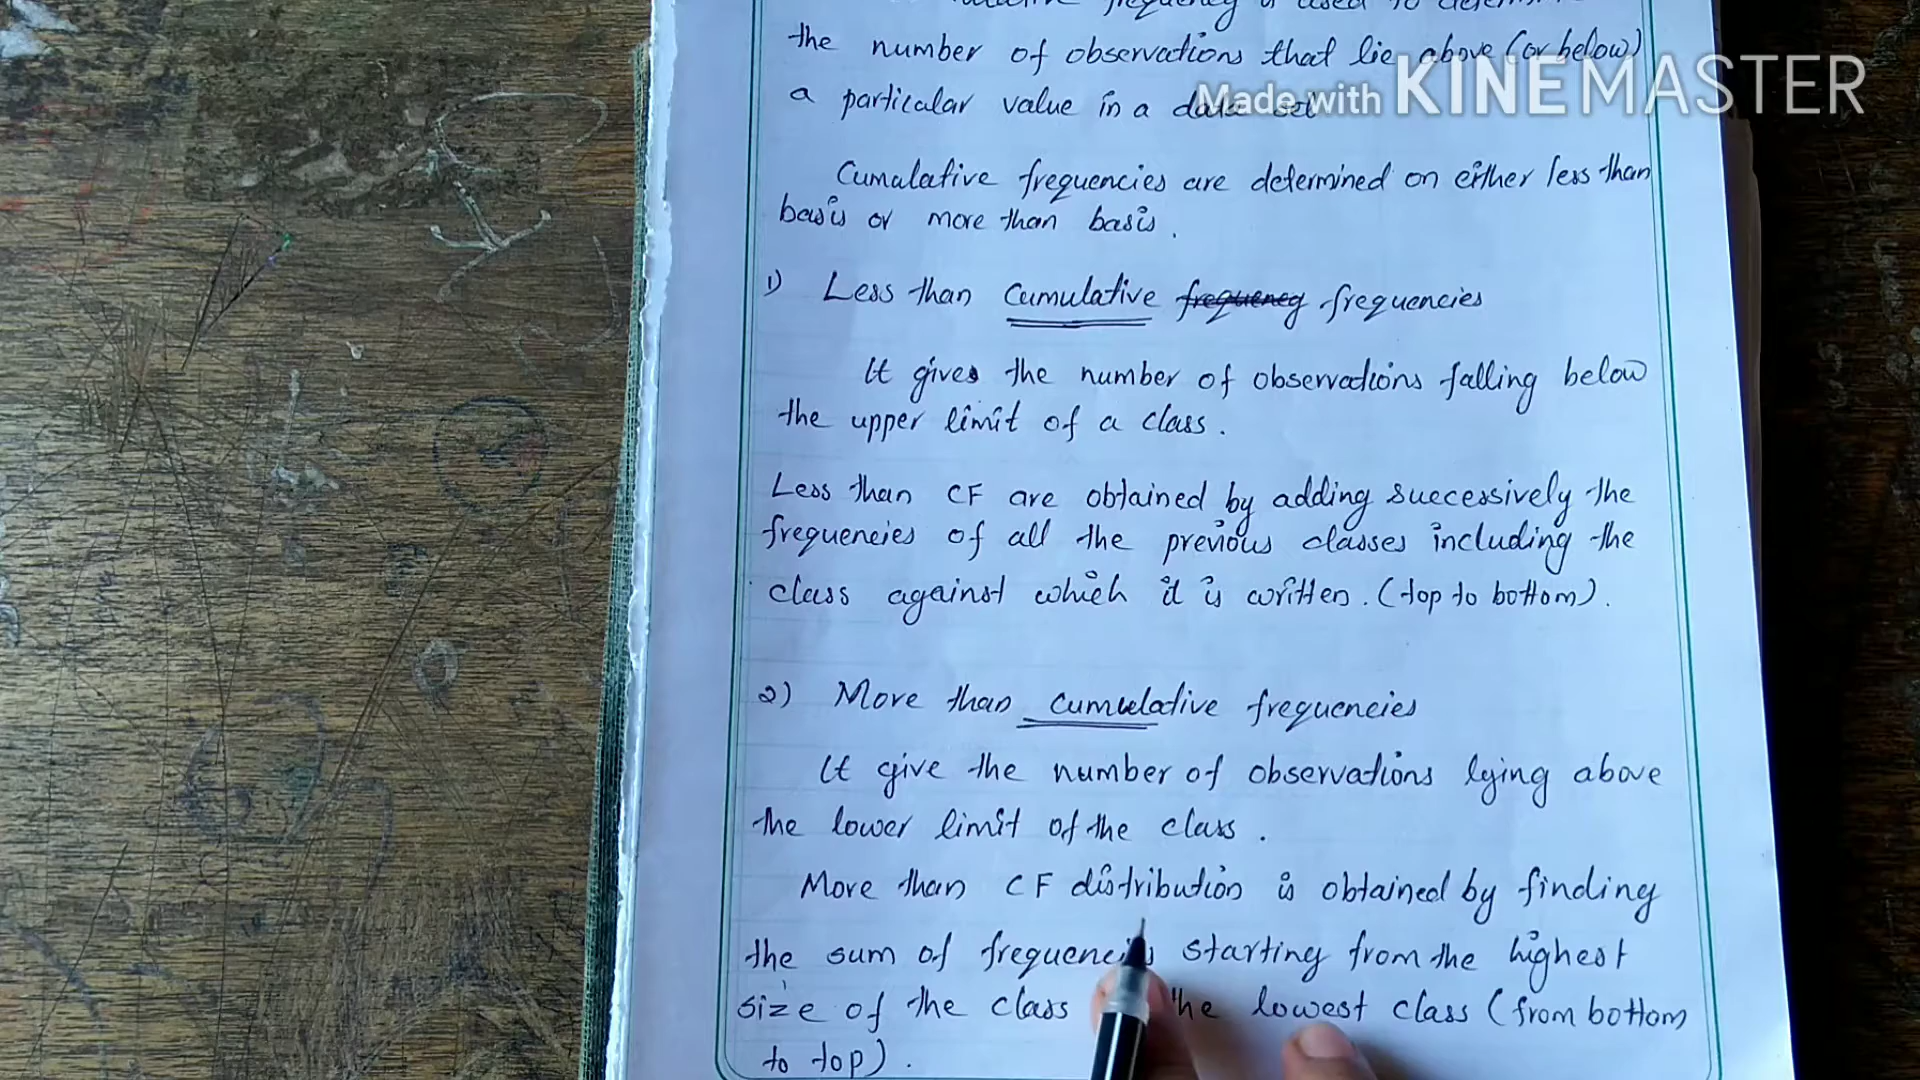 frequency is used to
the number of observations that lie above (or below)
a particular value in a data set
Made with KINEMASTER
Cumalative frequencies are determined on either less than
basis or more than basis.
1) Less than Cumulative frequency frequencies
It gives the number of observations falling below
the upper limit of a class.
Less than CF are obtained by adding successively the
frequencies of all the previous classes including the
class against which it is written. (top to bottom).
2) More than cumulative frequencies
It give the number of observations lying above
the lower limit of the class.
More than CF distribution is obtained by finding
the sum of frequencies starting from the highest
size of the class the lowest class (from bottom
to top).